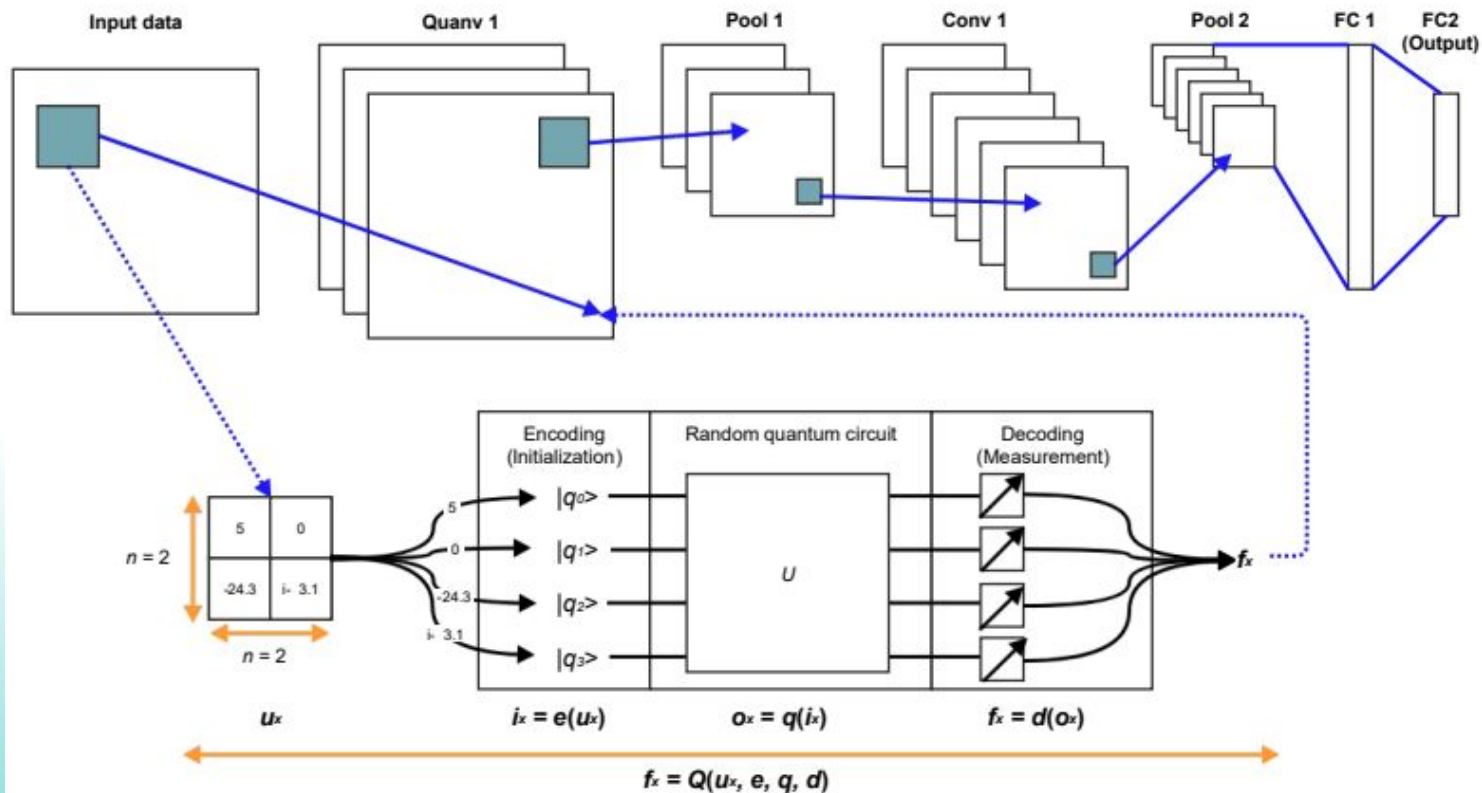 Input data
Quanv 1
Pool 1
Conv 1
Pool 2
FC 1
FC2
(Output)
Encoding
(Initialization)
Random quantum circuit
Decoding
(Measurement)
n = 2
5 0
-24.3 i- 3.1
n = 2
5
0
-24.3
i- 3.1
|q0>
|q1>
|q2>
|q3>
U
fx
ux
ix = e(ux)
ox = q(ix)
fx = d(ox)
fx = Q(ux, e, q, d)